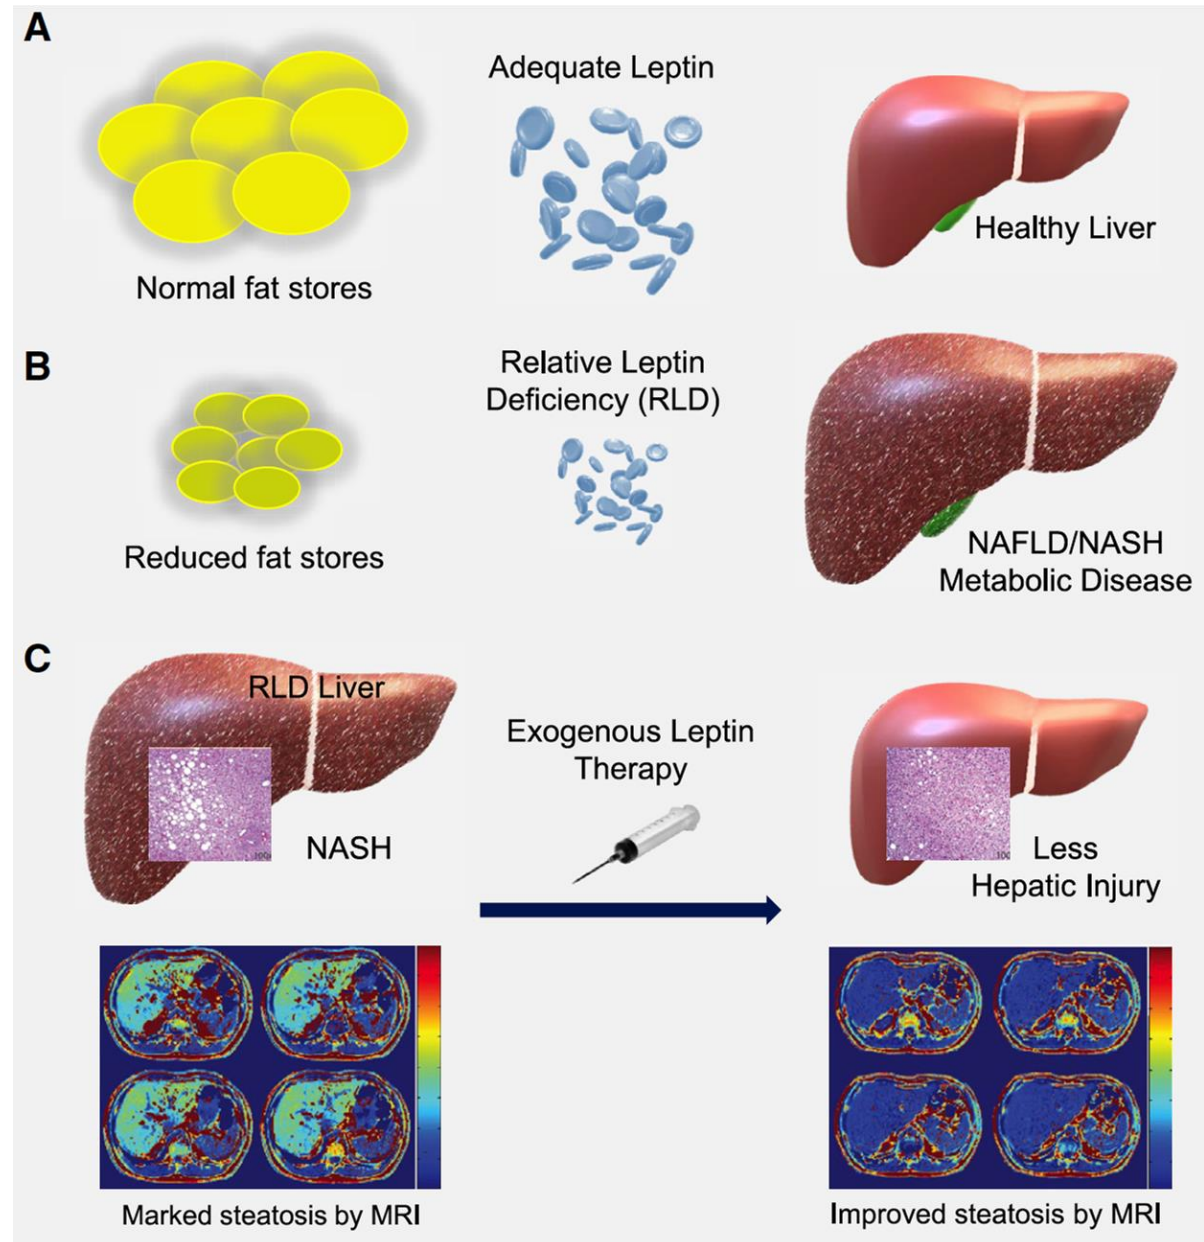 A
Adequate Leptin
Healthy Liver
Normal fat stores
B
Relative Leptin
Deficiency (RLD)
NAFLD/NASH
Metabolic Disease
Reduced fat stores
C
RLD Liver
Exogenous Leptin
Therapy
NASH
Less
Hepatic Injury
Marked steatosis by MRI
Improved steatosis by MRI